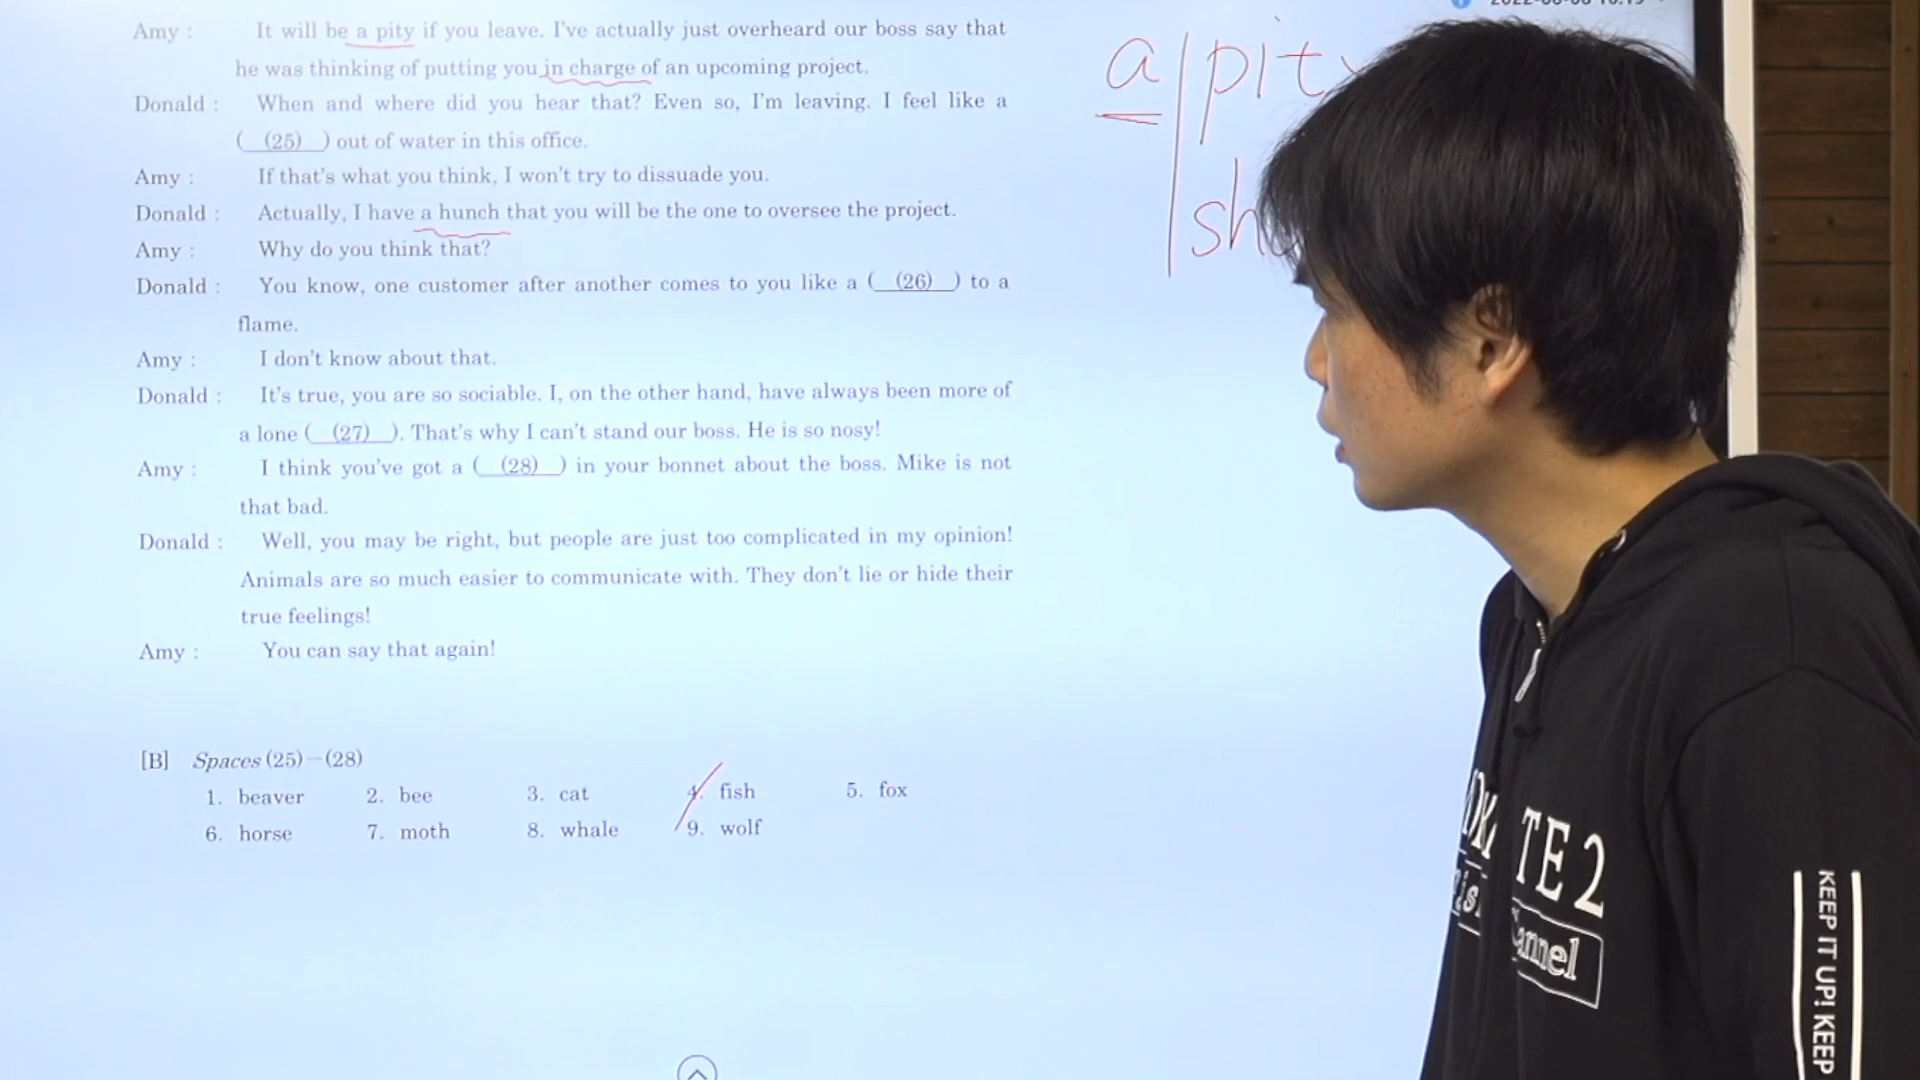 Amy : It will be a pity if you leave. I've actually just overheard our boss say that
he was thinking of putting you in charge of an upcoming project.
Donald : When and where did you hear that? Even so, I'm leaving. I feel like a
( (25) ) out of water in this office.
Amy : If that's what you think, I won't try to dissuade you.
Donald : Actually, I have a hunch that you will be the one to oversee the project.
Amy : Why do you think that?
Donald : You know, one customer after another comes to you like a ( (26) ) to a
flame.
Amy : I don't know about that.
Donald : It's true, you are so sociable. I, on the other hand, have always been more of
a lone ( (27) ). That's why I can't stand our boss. He is so nosy!
Amy : I think you've got a ( (28) ) in your bonnet about the boss. Mike is not
that bad.
Donald : Well, you may be right, but people are just too complicated in my opinion!
Animals are so much easier to communicate with. They don't lie or hide their
true feelings!
Amy : You can say that again!
[B] Spaces (25)–(28)
1. beaver 2. bee 3. cat 4. fish 5. fox
6. horse 7. moth 8. whale 9. wolf
a pity
sh
TE 2
annel
KEEP IT UP! KEEP